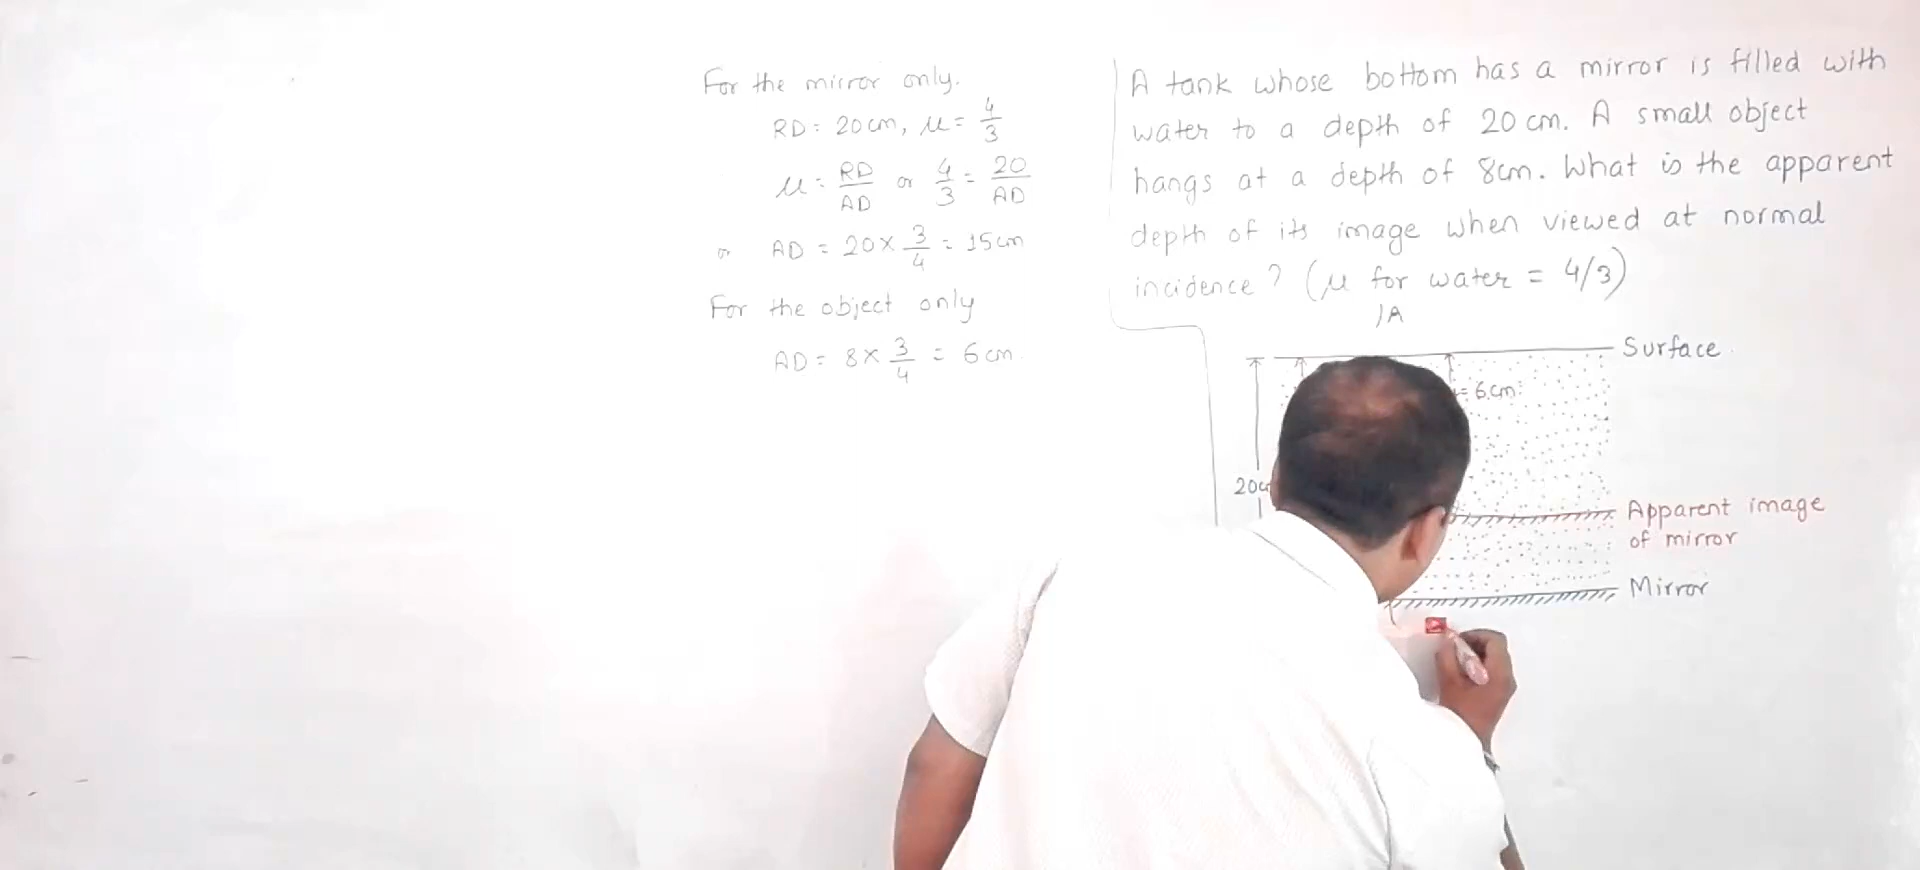 For the mirror only.
RD = 20cm, μ = 4/3
μ = RD/AD or 4/3 = 20/AD
or AD = 20 × 3/4 = 15cm
For the object only
AD = 8 × 3/4 = 6 cm.
A tank whose bottom has a mirror is filled with
water to a depth of 20 cm. A small object
hangs at a depth of 8cm. What is the apparent
depth of its image when viewed at normal
incidence? (μ for water = 4/3)
A
Surface
= 6cm
20c
Apparent image
of mirror
Mirror